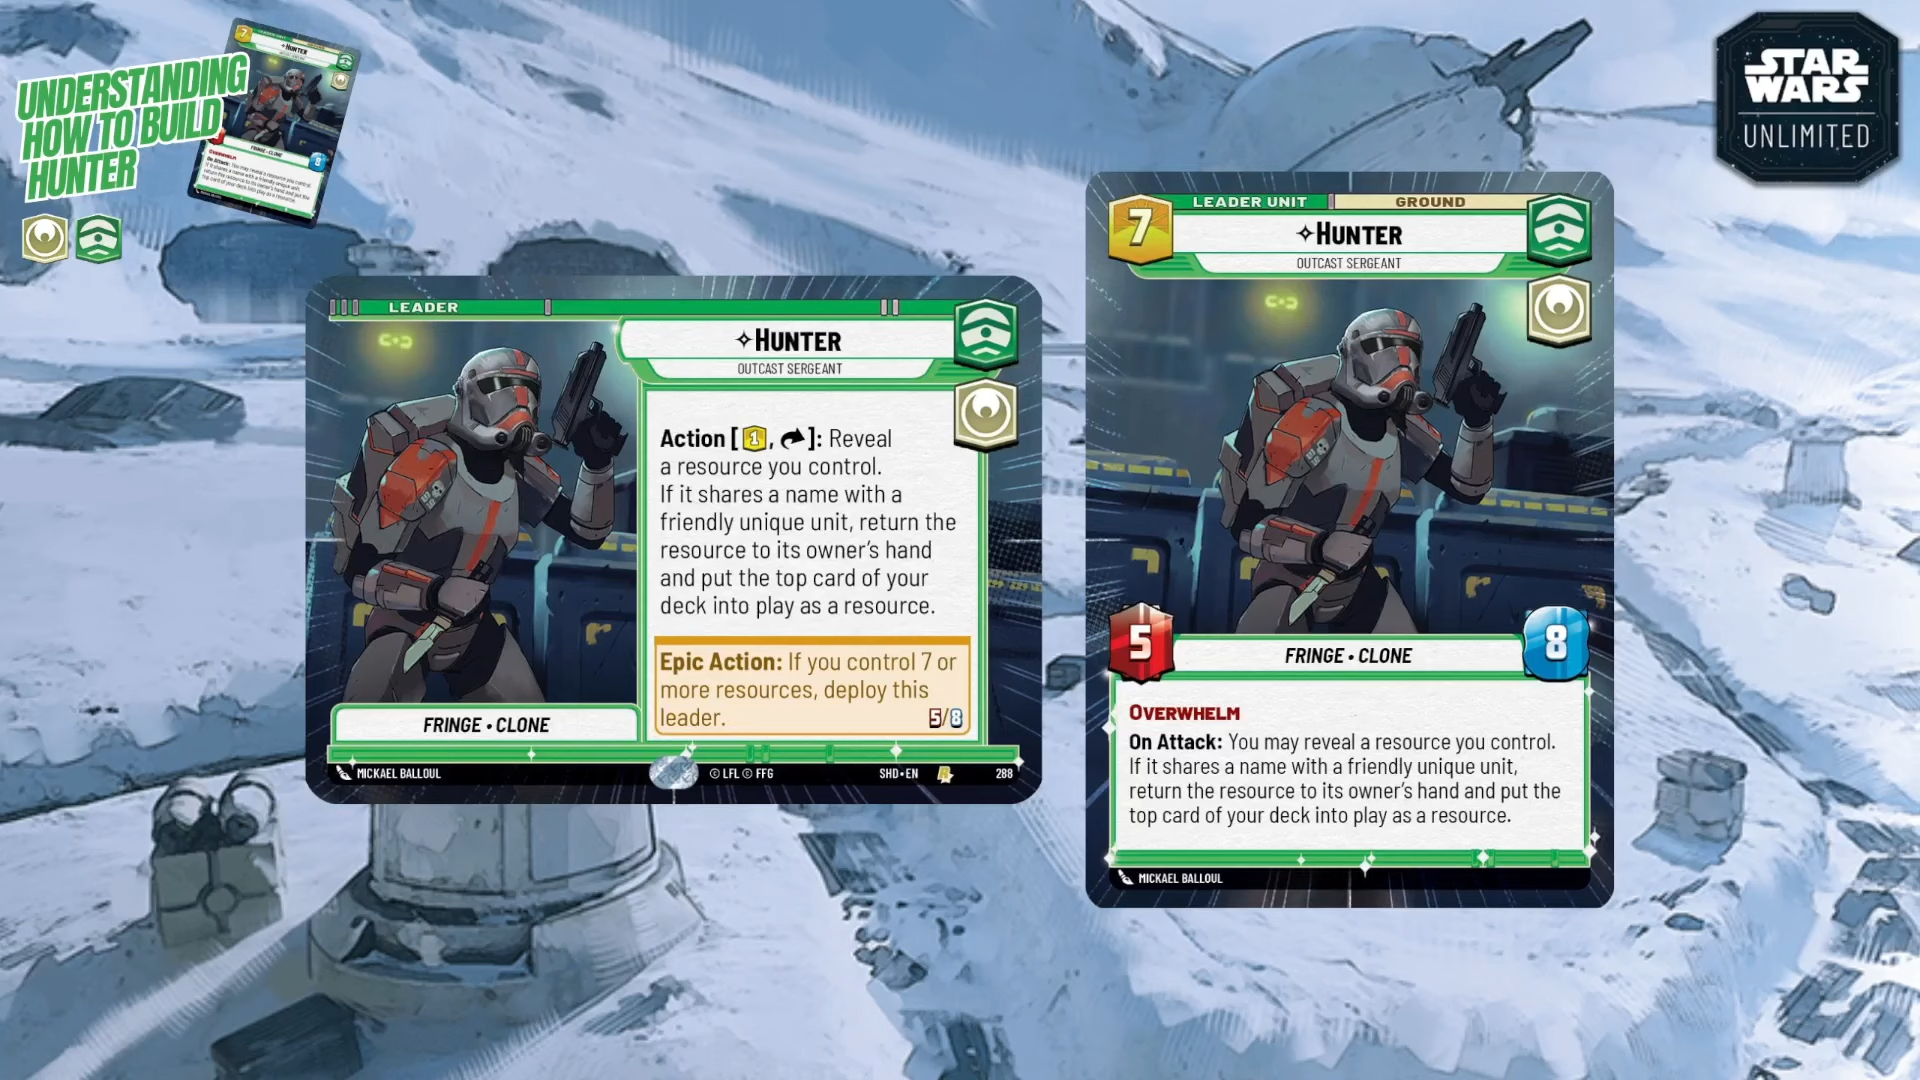 UNDERSTANDING
HOW TO BUILD
HUNTER
7
HUNTER
FRINGE • CLONE
8
OVERWHELM
STAR
WARS
UNLIMITED
LEADER
HUNTER
OUTCAST SERGEANT
Action [1, ]: Reveal
a resource you control.
If it shares a name with a
friendly unique unit, return the
resource to its owner's hand
and put the top card of your
deck into play as a resource.
Epic Action: If you control 7 or
more resources, deploy this
leader.
5/8
FRINGE • CLONE
MICKAEL BALLOUL
© LFL © FFG
SHD • EN
R
288
LEADER UNIT
GROUND
7
HUNTER
OUTCAST SERGEANT
5
FRINGE • CLONE
8
OVERWHELM
On Attack: You may reveal a resource you control.
If it shares a name with a friendly unique unit,
return the resource to its owner's hand and put the
top card of your deck into play as a resource.
MICKAEL BALLOUL